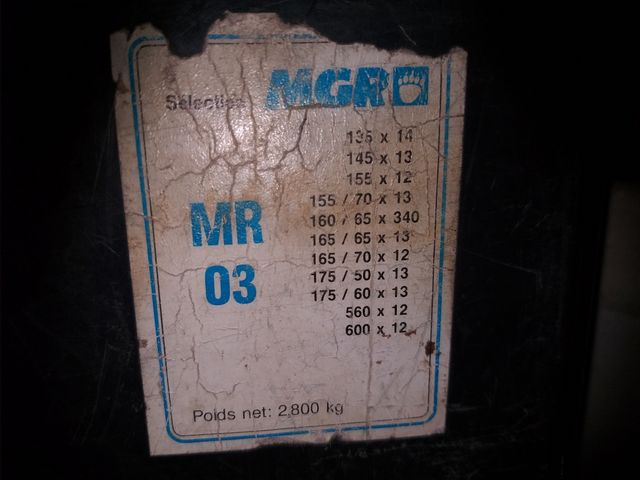 Sélection MGR
135 x 14
145 x 13
155 x 12
155 / 70 x 13
160 / 65 x 340
165 / 65 x 13
165 / 70 x 12
175 / 50 x 13
175 / 60 x 13
560 x 12
600 x 12
MR
03
Poids net: 2,800 kg